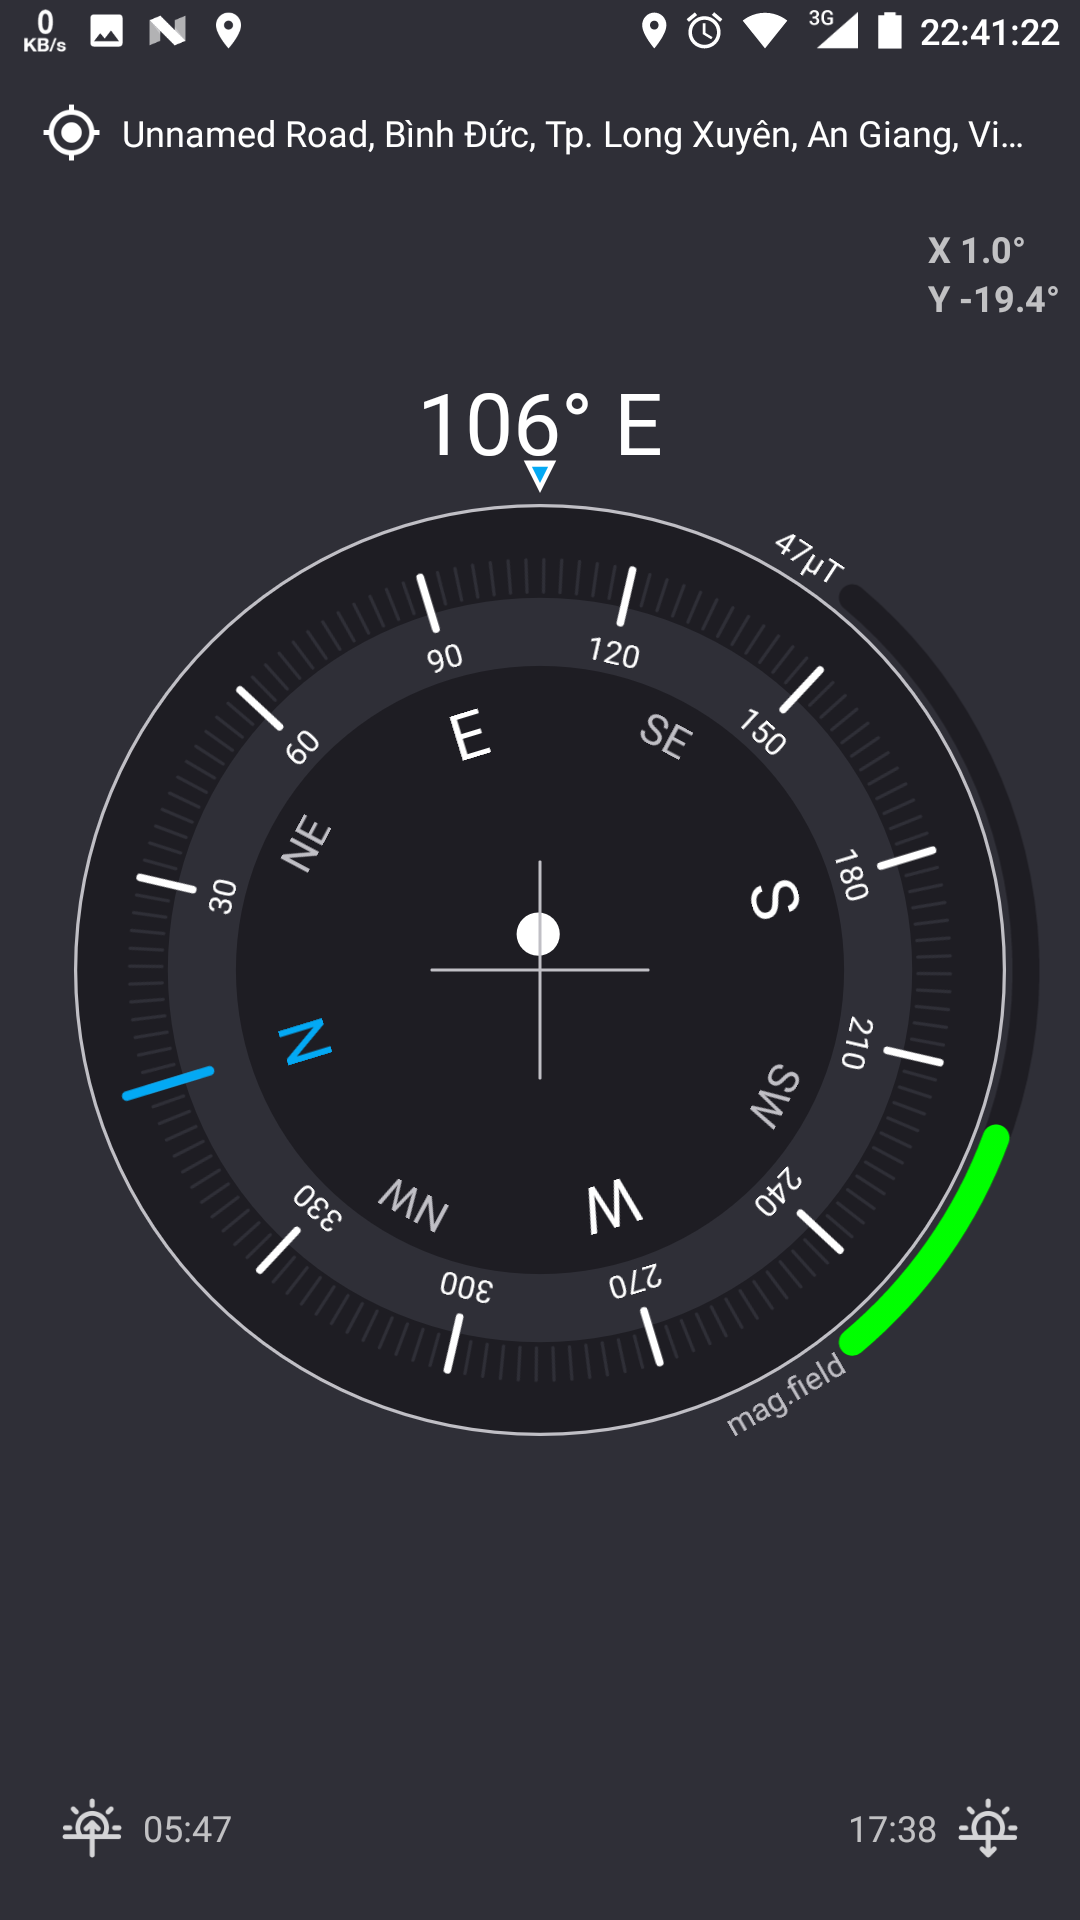 0
KB/s
3G
22:41:22
Unnamed Road, Bình Đức, Tp. Long Xuyên, An Giang, Vi...
X 1.0°
Y -19.4°
106° E
47µT
90
120
60
150
E
SE
NE
30
180
S
N
210
SW
330
NW
W
240
300
270
mag.field
05:47
17:38